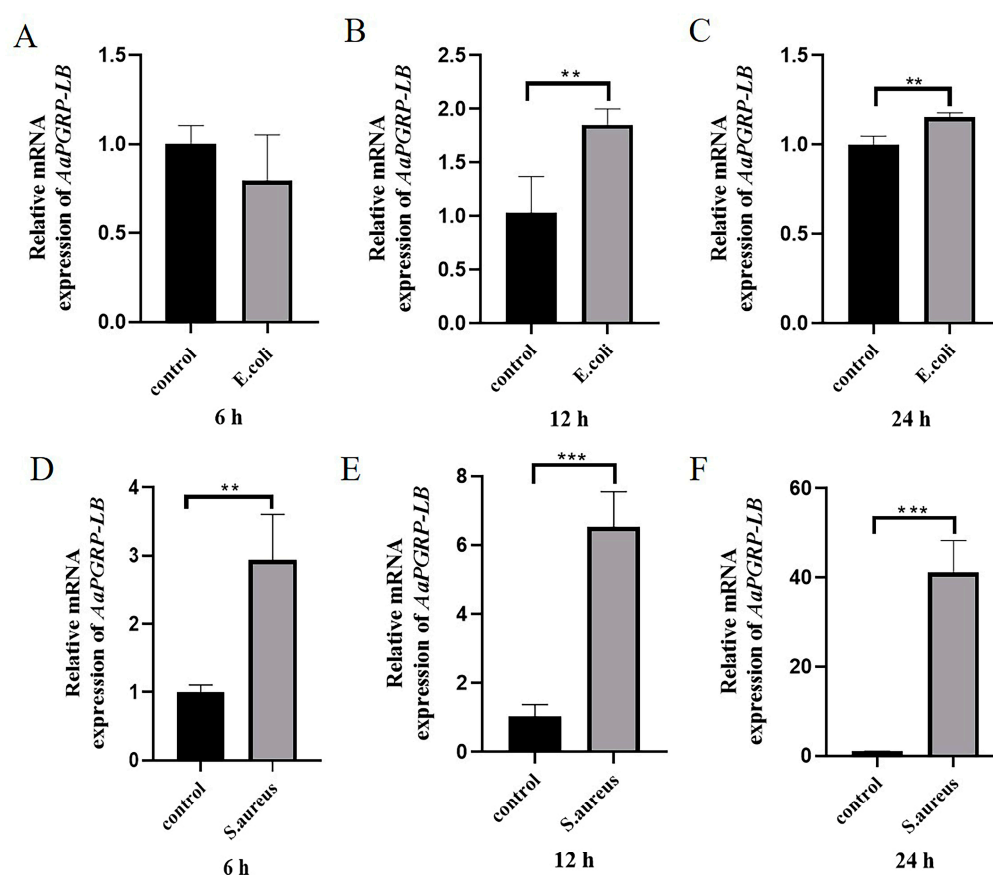 A
Relative mRNA
expression of AaPGRP-LB
1.5
1.0
0.5
0.0
control
E.coli
6 h
B
Relative mRNA
expression of AaPGRP-LB
2.5
2.0
1.5
1.0
0.5
0.0
**
control
E.coli
12 h
C
Relative mRNA
expression of AaPGRP-LB
1.5
1.0
0.5
0.0
**
control
E.coli
24 h
D
Relative mRNA
expression of AaPGRP-LB
4
3
2
1
0
**
control
S.aureus
6 h
E
Relative mRNA
expression of AaPGRP-LB
8
6
4
2
0
***
control
S.aureus
12 h
F
Relative mRNA
expression of AaPGRP-LB
60
40
20
0
***
control
S.aureus
24 h